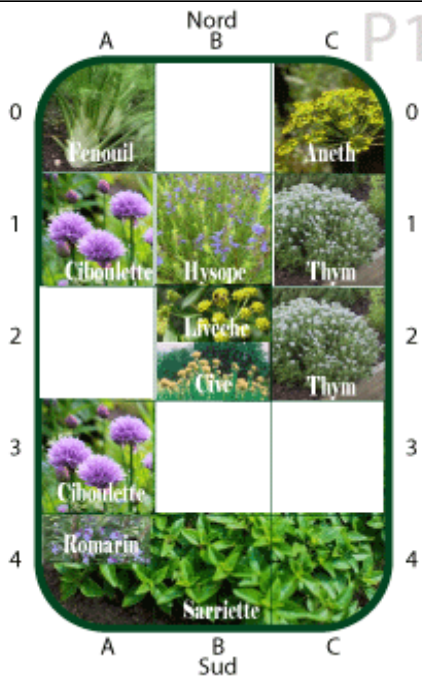 Nord
A B C
P1
0 Fenouil Aneth 0
1 Ciboulette Hysope Thym 1
2 Livèche Thym 2
Cive
3 Ciboulette 3
Romarin
4 4
Sarriette
A B C
Sud